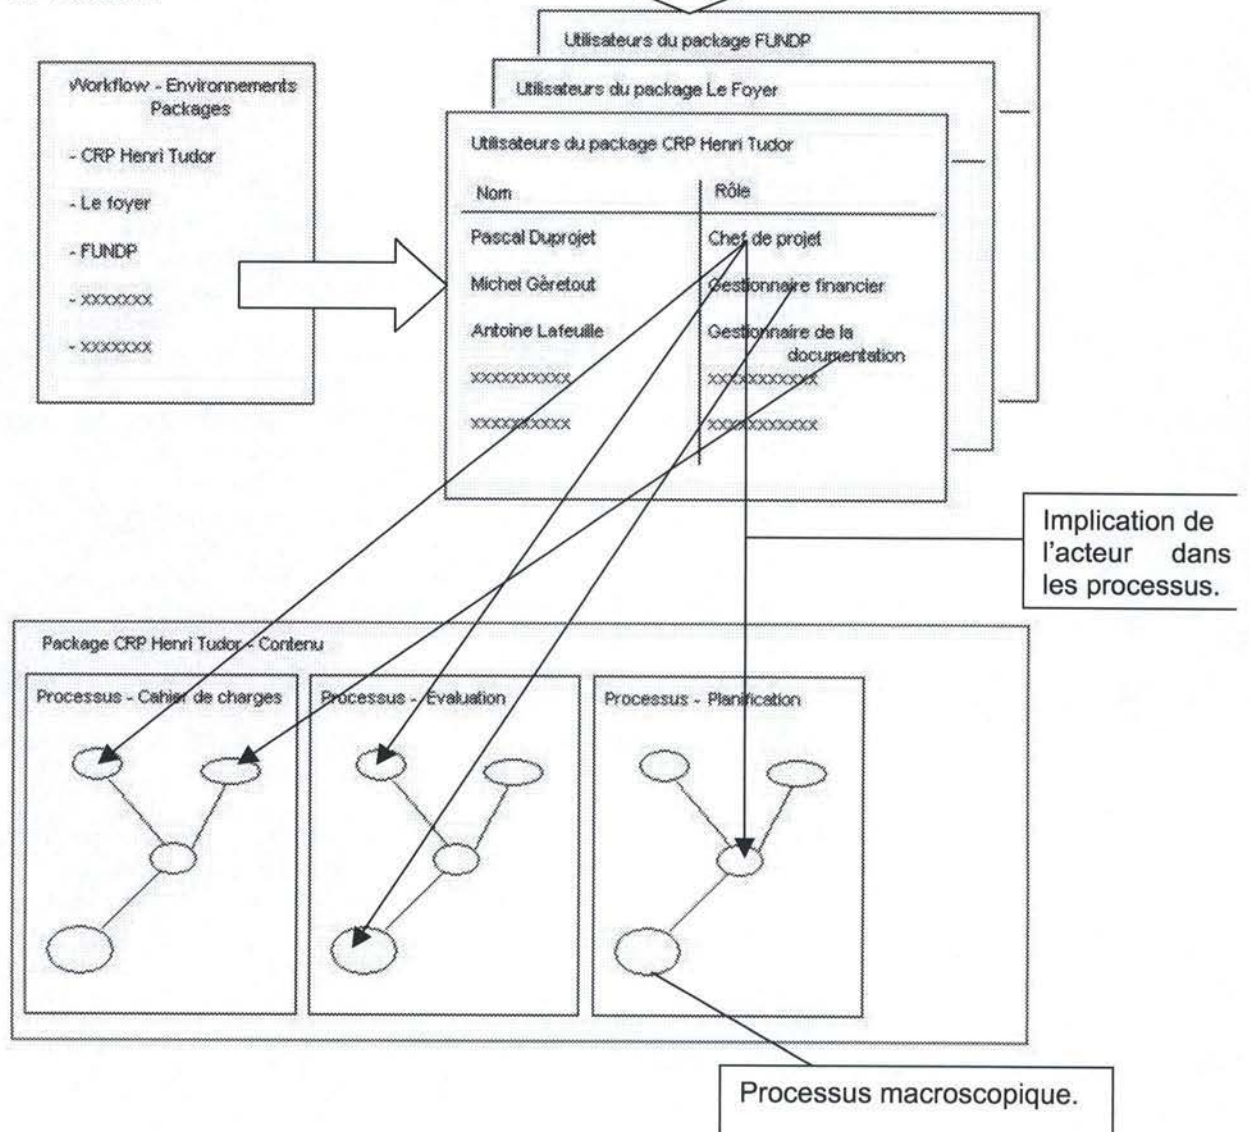 Utilisateurs du package FUNDP
Utilisateurs du package Le Foyer
Workflow - Environnements
Packages
- CRP Henri Tudor
- Le foyer
- FUNDP
- xxxxxxx
- xxxxxxx
Utilisateurs du package CRP Henri Tudor
Nom Rôle
Pascal Duprojet Chef de projet
Michel Géretout Gestionnaire financier
Antoine Lafeuille Gestionnaire de la
documentation
xxxxxxxxxx xxxxxxxxxxx
xxxxxxxxxx xxxxxxxxxxx
Implication de
l'acteur dans
les processus.
Package CRP Henri Tudor - Contenu
Processus - Cahier de charges
Processus - Evaluation
Processus - Planification
Processus macroscopique.